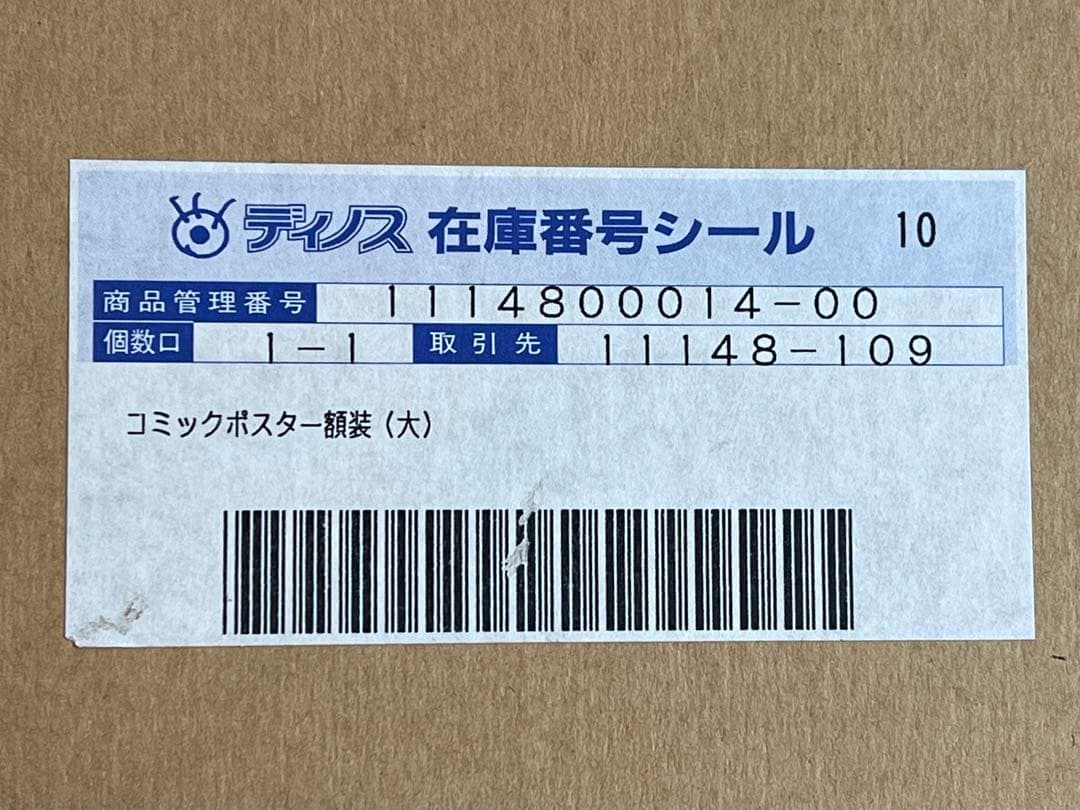 ディノス 在庫番号シール 10
商品管理番号 1114800014-00
個数口 1-1 取引先 11148-109
コミックポスター額装(大)